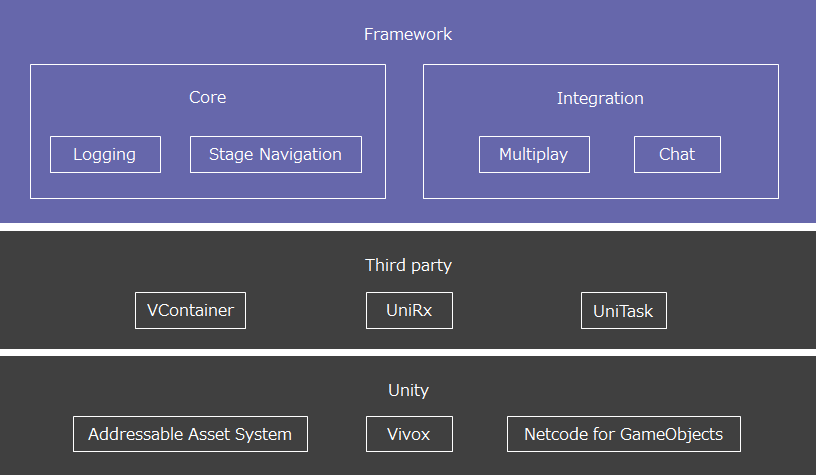 Framework
Core
Integration
Logging
Stage Navigation
Multiplay
Chat
Third party
VContainer
UniRx
UniTask
Unity
Addressable Asset System
Vivox
Netcode for GameObjects